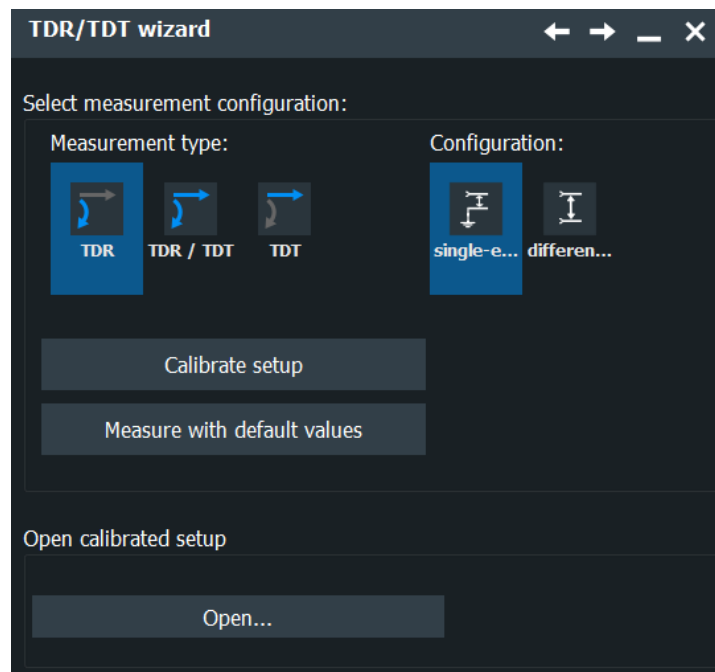 TDR/TDT wizard
Select measurement configuration:
Measurement type:
Configuration:
TDR
TDR / TDT
TDT
single-e...
differen...
Calibrate setup
Measure with default values
Open calibrated setup
Open...